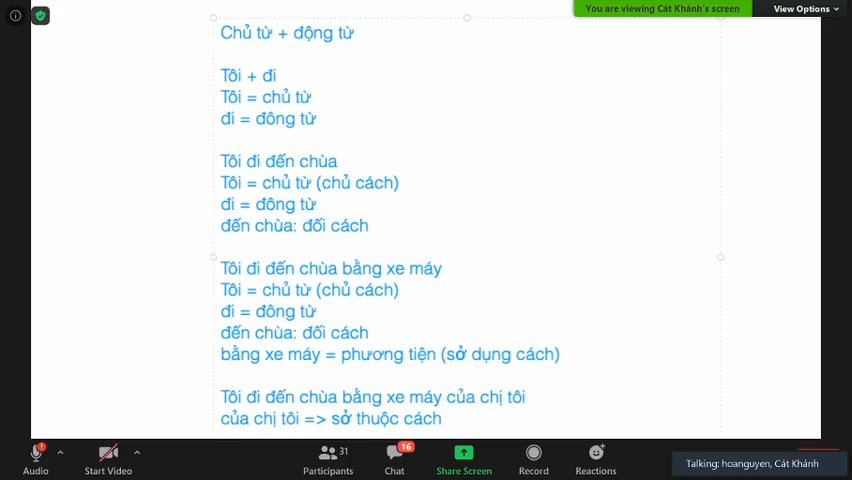 You are viewing Cát Khánh's screen
View Options
Chủ từ + động từ
Tôi + đi
Tôi = chủ từ
đi = đông từ
Tôi đi đến chùa
Tôi = chủ từ (chủ cách)
đi = đông từ
đến chùa: đối cách
Tôi đi đến chùa bằng xe máy
Tôi = chủ từ (chủ cách)
đi = đông từ
đến chùa: đối cách
bằng xe máy = phương tiện (sở dụng cách)
Tôi đi đến chùa bằng xe máy của chị tôi
của chị tôi => sở thuộc cách
Audio
Start Video
Participants
31
Chat
16
Share Screen
Record
Reactions
Talking: hoanguyen, Cát Khánh